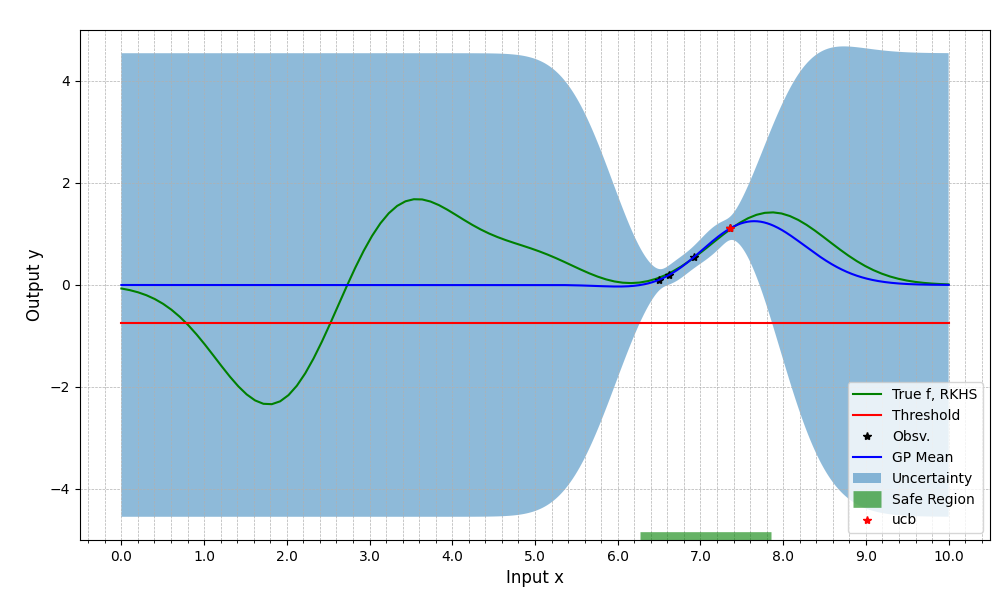 4
2
0
−2
−4
Output y
0.0 1.0 2.0 3.0 4.0 5.0 6.0 7.0 8.0 9.0 10.0
Input x
True f, RKHS
Threshold
Obsv.
GP Mean
Uncertainty
Safe Region
ucb